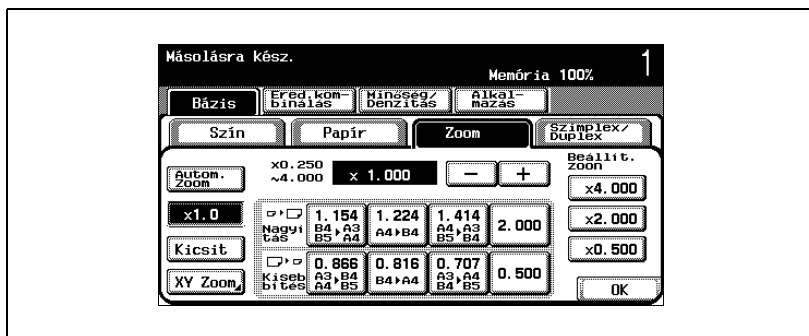 Másolásra kész.
1
Memória 100%
Bázis
Ered.kom-
binálás
Minőség/
Denzitás
Alkal-
mazás
Szín
Papír
Zoom
Szimplex/
Duplex
Autom.
Zoom
x0.250
~4.000
x 1.000
−
+
Beállít.
zoon
x4.000
x1.0
Nagyí
tás
1.154
B4▸A3
B5▸A4
1.224
A4▸B4
1.414
A4▸A3
B5▸B4
2.000
x2.000
Kicsit
x0.500
XY Zoom
Kiseb
bítés
0.866
A3▸B4
A4▸B5
0.816
B4▸A4
0.707
A3▸A4
B4▸B5
0.500
OK